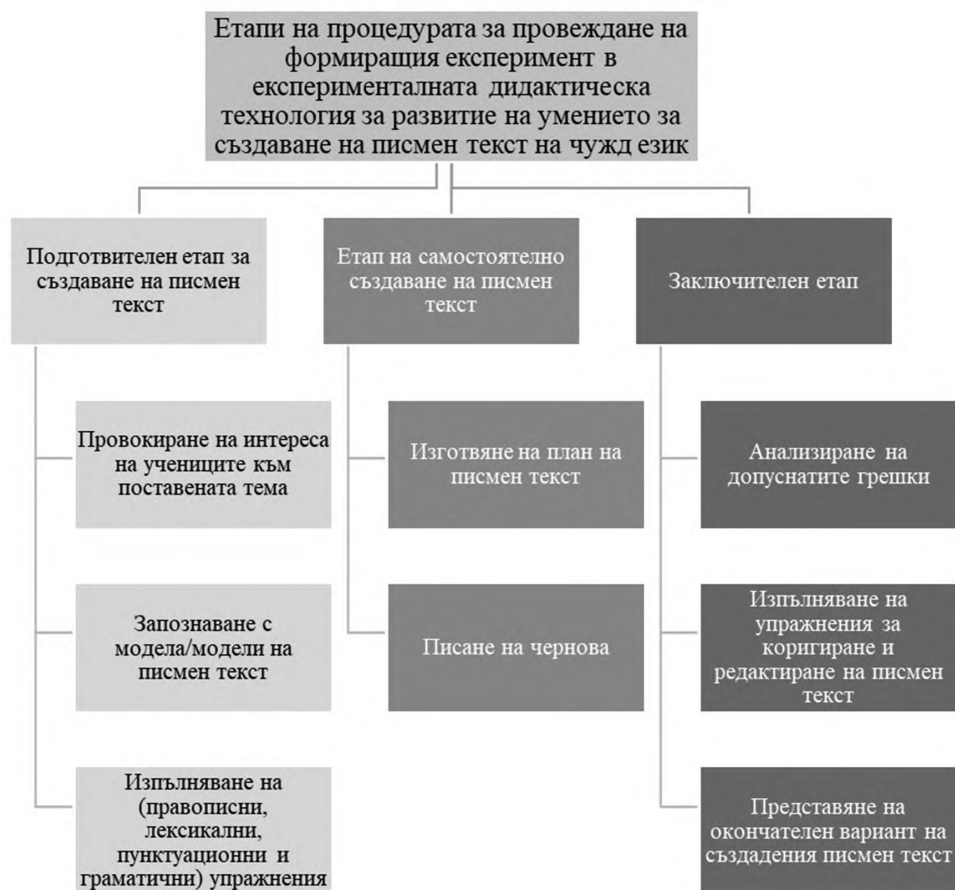 Етапи на процедурата за провеждане на
формиращия експеримент в
експерименталната дидактическа
технология за развитие на умението за
създаване на писмен текст на чужд език
Подготвителен етап за
създаване на писмен
текст
Етап на самостоятелно
създаване на писмен
текст
Заключителен етап
Провокиране на интереса
на учениците към
поставената тема
Изготвяне на план на
писмен текст
Анализиране на
допуснатите грешки
Запознаване с
модела/модели на
писмен текст
Писане на чернова
Изпълняване на
упражнения за
коригиране и
редактиране на писмен
текст
Изпълняване на
(правописни,
лексикални,
пунктуационни и
граматични) упражнения
Представяне на
окончателен вариант на
създадения писмен текст